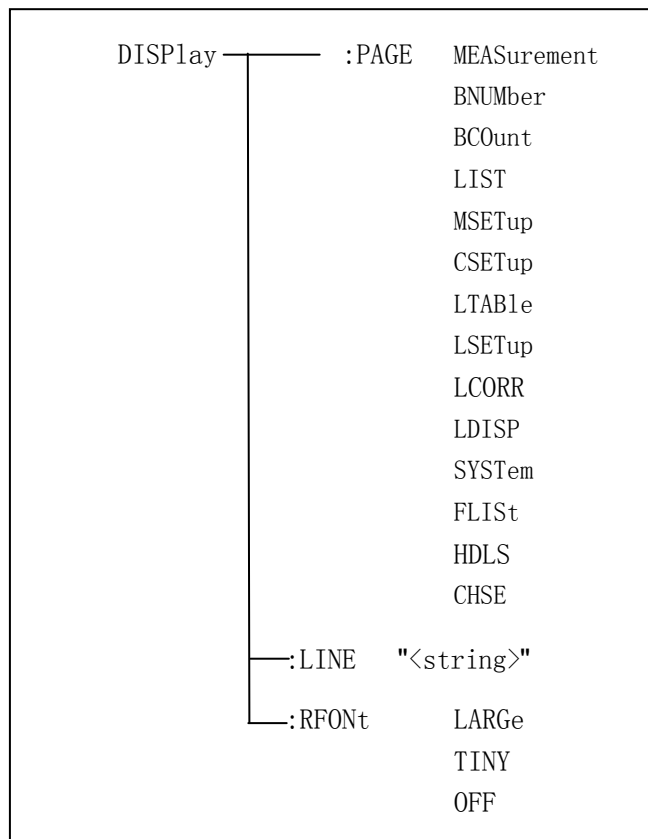 DISPlay :PAGE MEASurement
BNUMber
BCOunt
LIST
MSETup
CSETup
LTABle
LSETup
LCORR
LDISP
SYSTem
FLISt
HDLS
CHSE
:LINE "<string>"
:RFONt LARGe
TINY
OFF